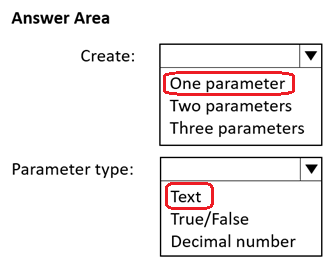 Answer Area
Create:
One parameter
Two parameters
Three parameters
Parameter type:
Text
True/False
Decimal number